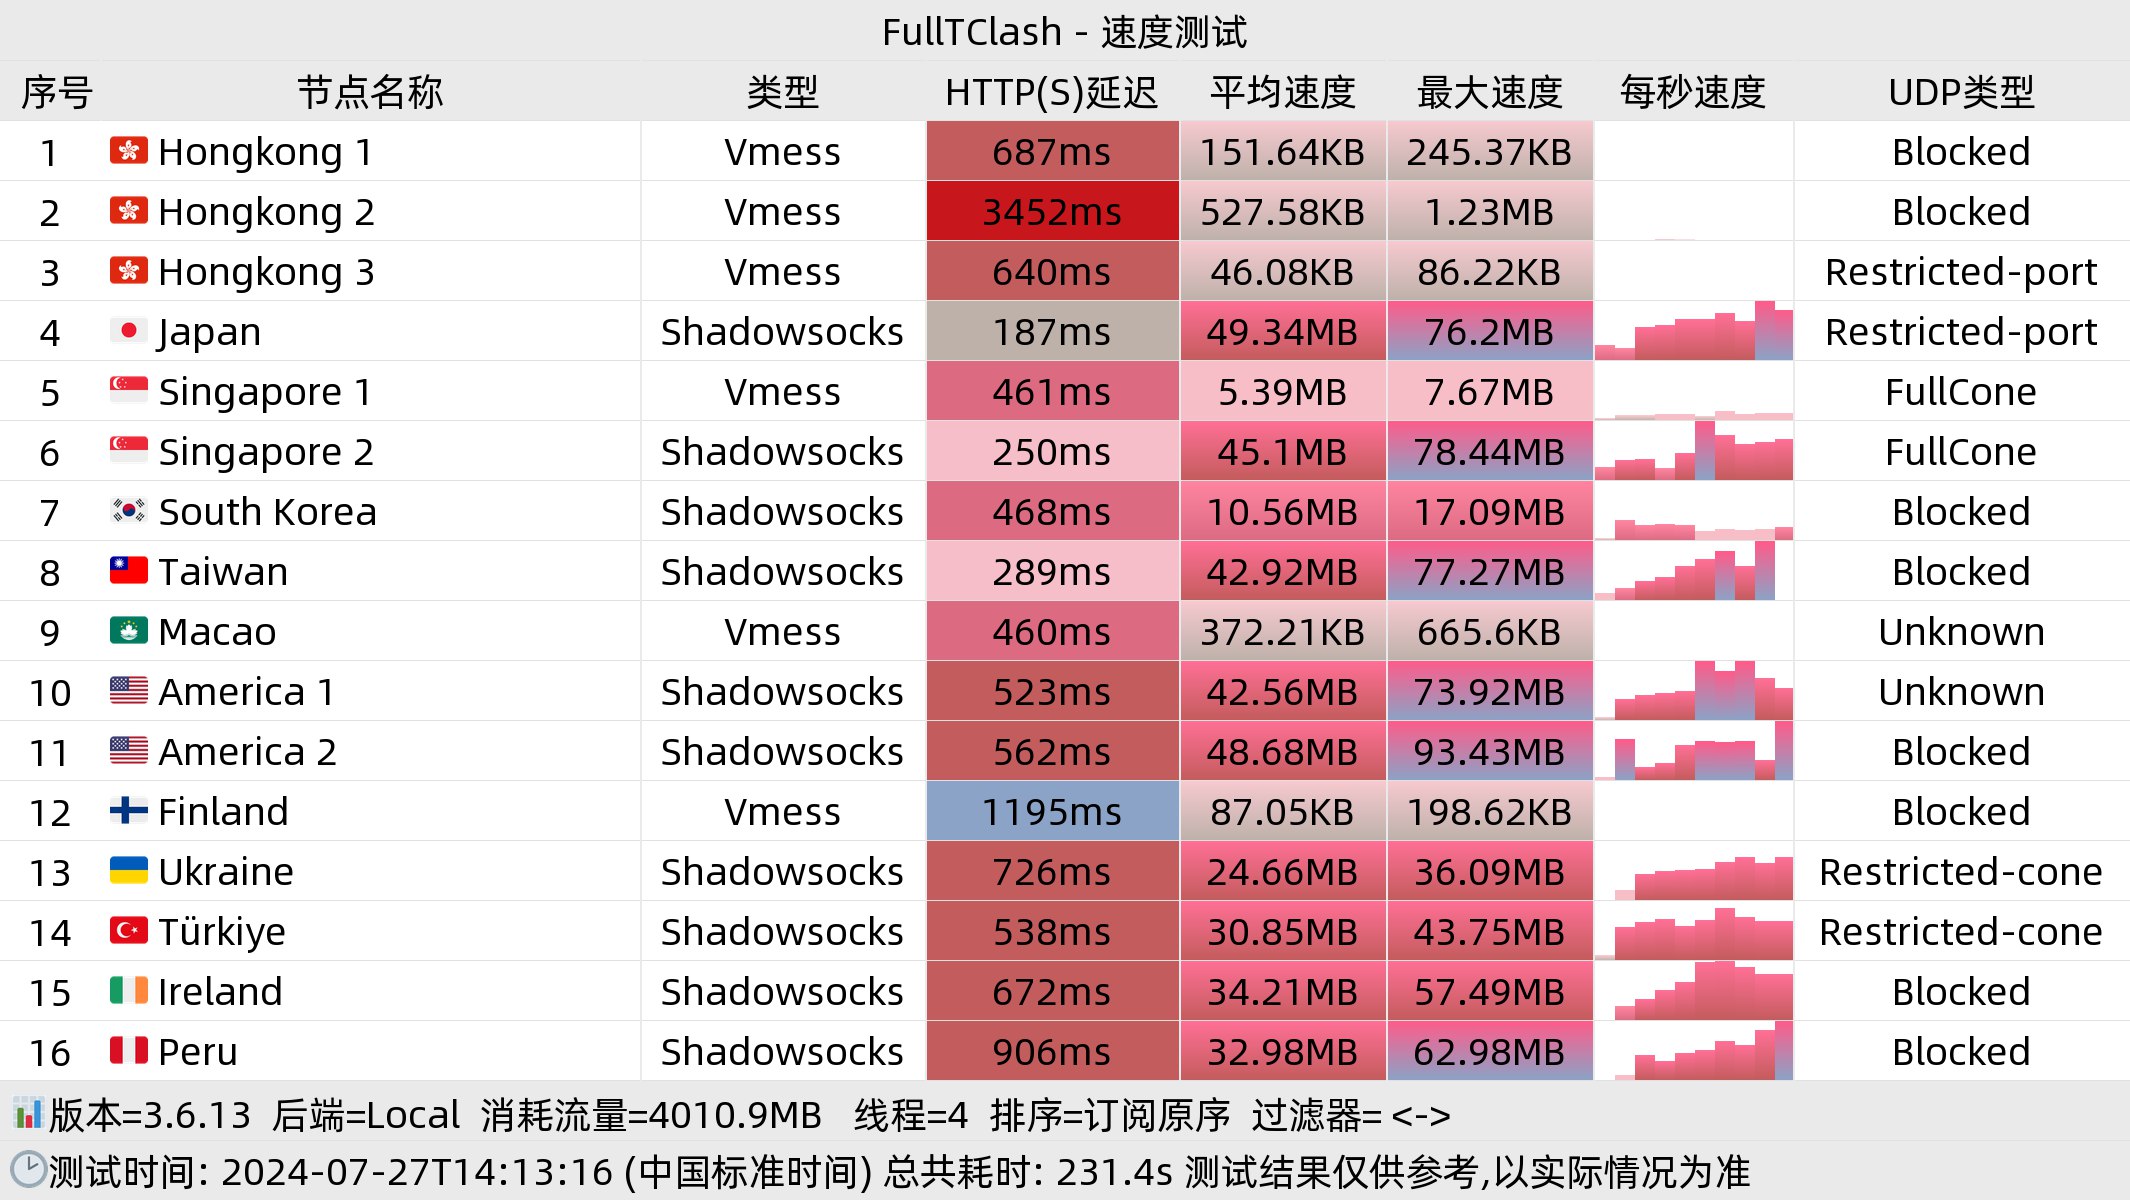 FullTClash - 速度测试
序号 节点名称 类型 HTTP(S)延迟 平均速度 最大速度 每秒速度 UDP类型
1 Hongkong 1 Vmess 687ms 151.64KB 245.37KB Blocked
2 Hongkong 2 Vmess 3452ms 527.58KB 1.23MB Blocked
3 Hongkong 3 Vmess 640ms 46.08KB 86.22KB Restricted-port
4 Japan Shadowsocks 187ms 49.34MB 76.2MB Restricted-port
5 Singapore 1 Vmess 461ms 5.39MB 7.67MB FullCone
6 Singapore 2 Shadowsocks 250ms 45.1MB 78.44MB FullCone
7 South Korea Shadowsocks 468ms 10.56MB 17.09MB Blocked
8 Taiwan Shadowsocks 289ms 42.92MB 77.27MB Blocked
9 Macao Vmess 460ms 372.21KB 665.6KB Unknown
10 America 1 Shadowsocks 523ms 42.56MB 73.92MB Unknown
11 America 2 Shadowsocks 562ms 48.68MB 93.43MB Blocked
12 Finland Vmess 1195ms 87.05KB 198.62KB Blocked
13 Ukraine Shadowsocks 726ms 24.66MB 36.09MB Restricted-cone
14 Türkiye Shadowsocks 538ms 30.85MB 43.75MB Restricted-cone
15 Ireland Shadowsocks 672ms 34.21MB 57.49MB Blocked
16 Peru Shadowsocks 906ms 32.98MB 62.98MB Blocked
版本=3.6.13 后端=Local 消耗流量=4010.9MB 线程=4 排序=订阅原序 过滤器= <->
测试时间: 2024-07-27T14:13:16 (中国标准时间) 总共耗时: 231.4s 测试结果仅供参考,以实际情况为准